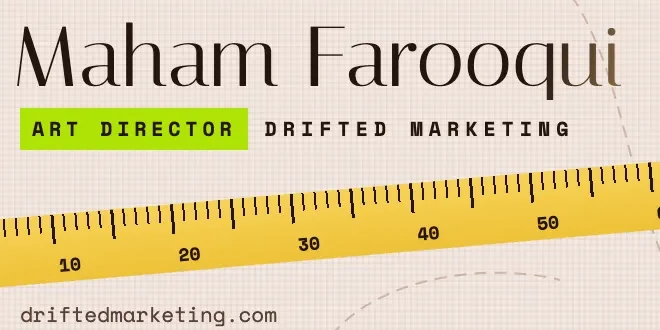 Maham Farooqui
ART DIRECTOR DRIFTED MARKETING
10 20 30 40 50
driftedmarketing.com